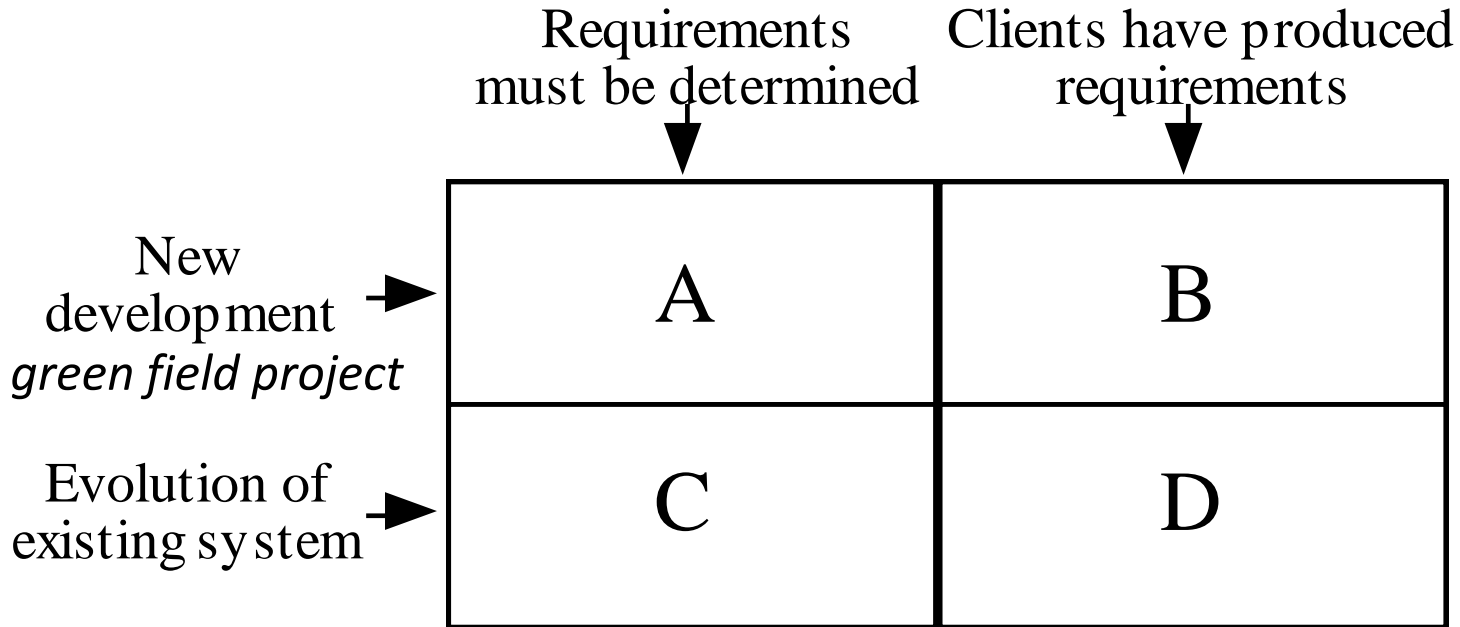 Requirements
must be determined
Clients have produced
requirements
New
development
green field project
A
B
Evolution of
existing system
C
D